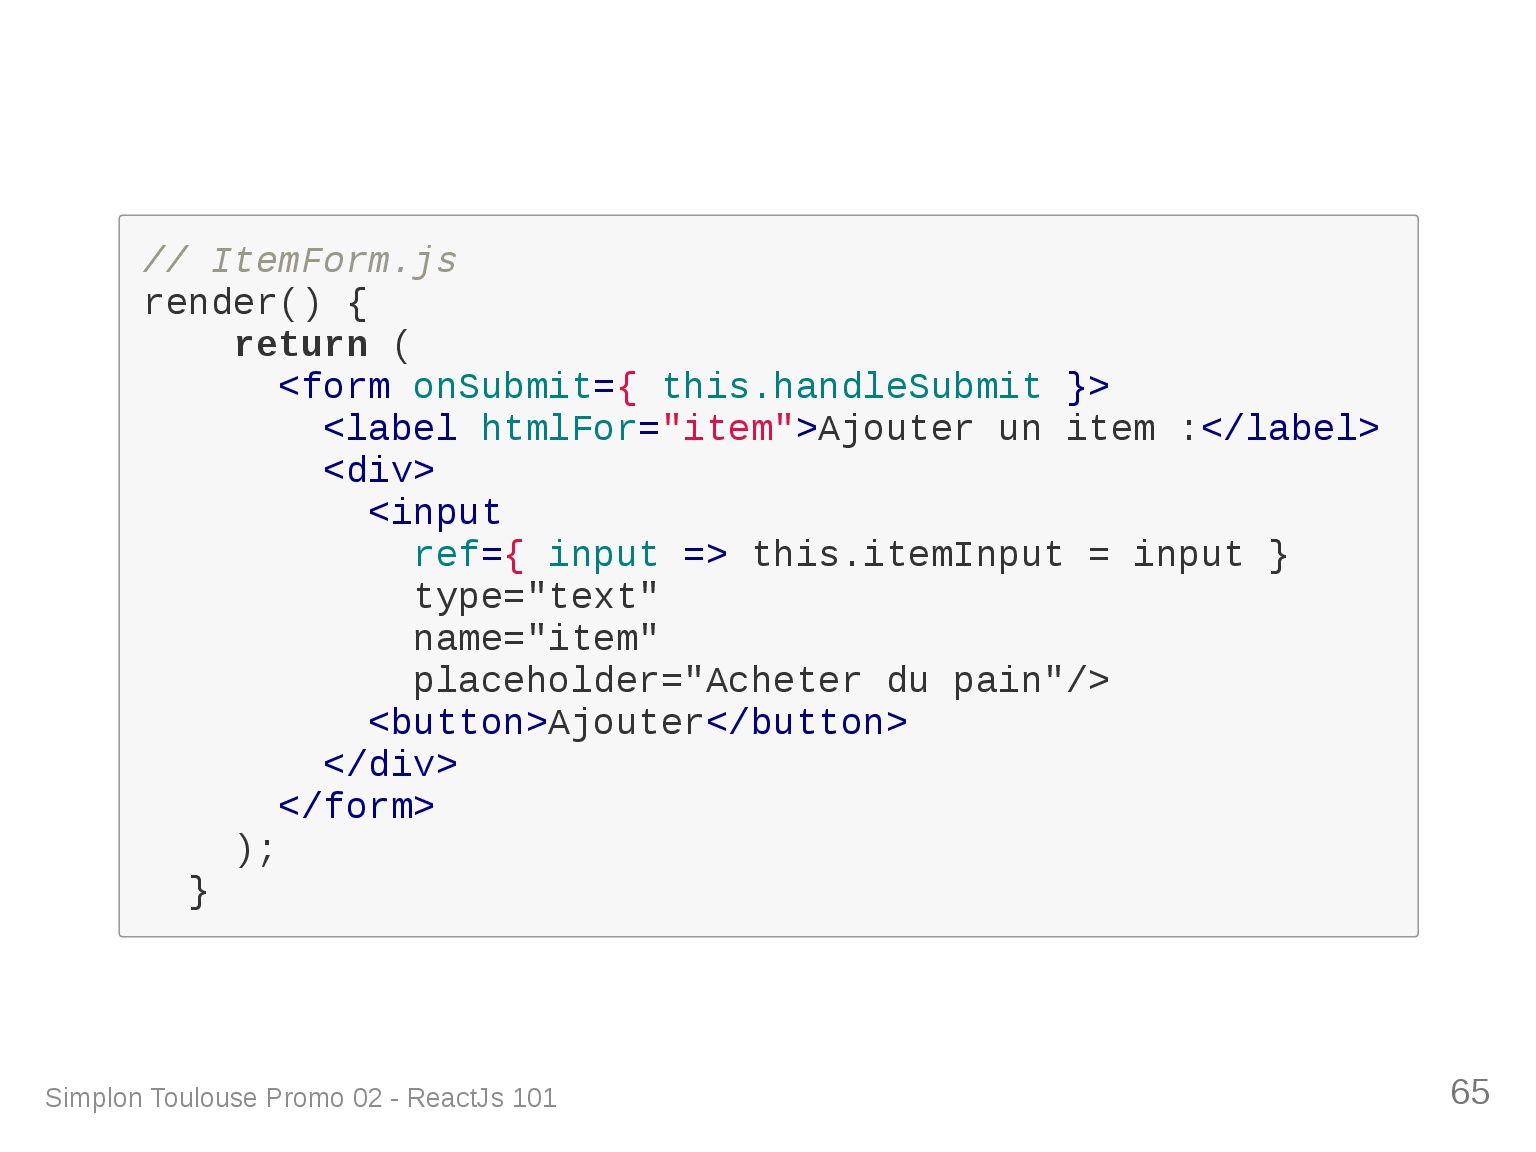 // ItemForm.js
render() {
    return (
      <form onSubmit={ this.handleSubmit }>
        <label htmlFor="item">Ajouter un item :</label>
        <div>
          <input
            ref={ input => this.itemInput = input }
            type="text"
            name="item"
            placeholder="Acheter du pain"/>
          <button>Ajouter</button>
        </div>
      </form>
    );
  }
Simplon Toulouse Promo 02 - ReactJs 101
65